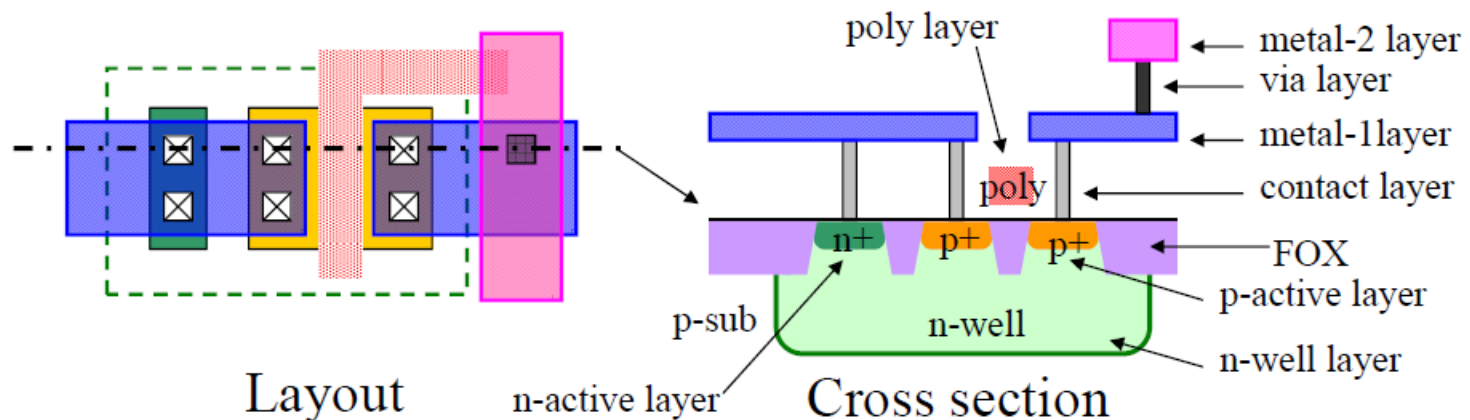 poly layer
metal-2 layer
via layer
metal-1layer
poly
contact layer
n+
p+
p+
FOX
p-active layer
p-sub
n-well
n-well layer
n-active layer
Layout
Cross section